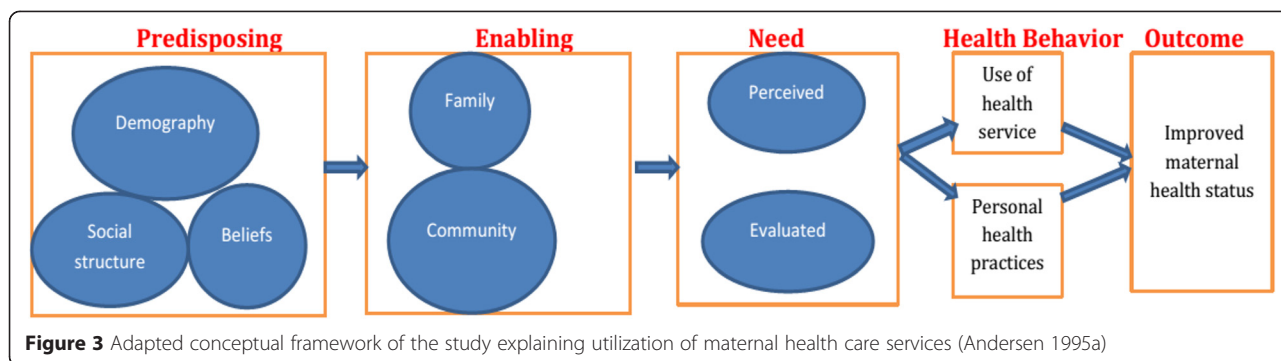 Predisposing
Enabling
Need
Health Behavior
Outcome
Demography
Social
structure
Beliefs
Family
Community
Perceived
Evaluated
Use of
health
service
Personal
health
practices
Improved
maternal
health status
Figure 3 Adapted conceptual framework of the study explaining utilization of maternal health care services (Andersen 1995a)